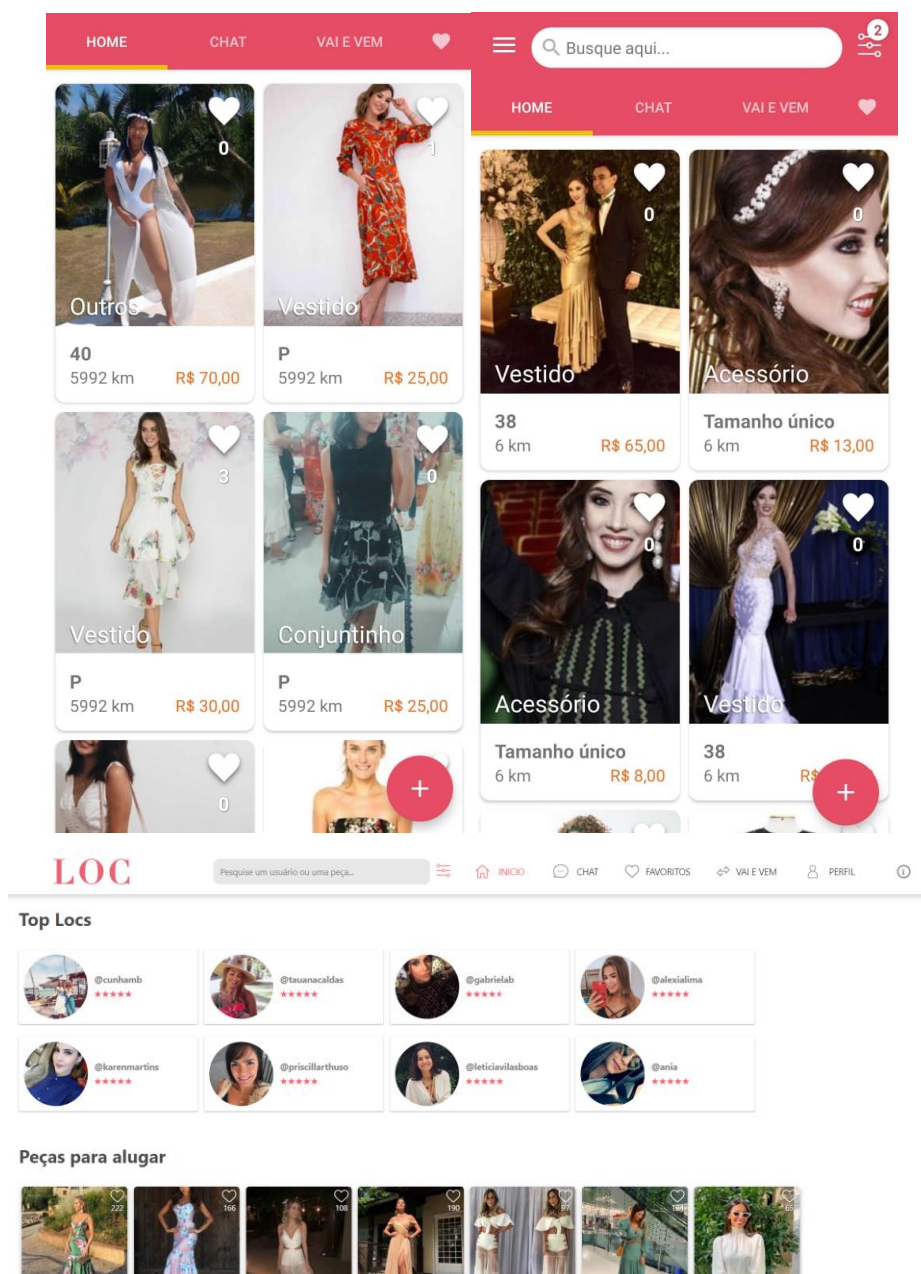 HOME CHAT VAI E VEM
0
1
Outros
Vestido
40
5992 km R$ 70,00
P
5992 km R$ 25,00
3
0
Vestido
Conjuntinho
P
5992 km R$ 30,00
P
5992 km R$ 25,00
0
+
2
Busque aqui...
HOME CHAT VAI E VEM
0
0
Vestido
Acessório
38
6 km R$ 65,00
Tamanho único
6 km R$ 13,00
0
0
Acessório
Vestido
Tamanho único
6 km R$ 8,00
38
6 km R$
+
LOC
Pesquise um usuário ou uma peça...
INICIO CHAT FAVORITOS VAI E VEM PERFIL
Top Locs
@cunhamb
@tauanacaldas
@gabrielab
@alexialima
@karenmartins
@priscillarthuso
@leticiavilasboas
@ania
Peças para alugar
222 166 108 190 97 65